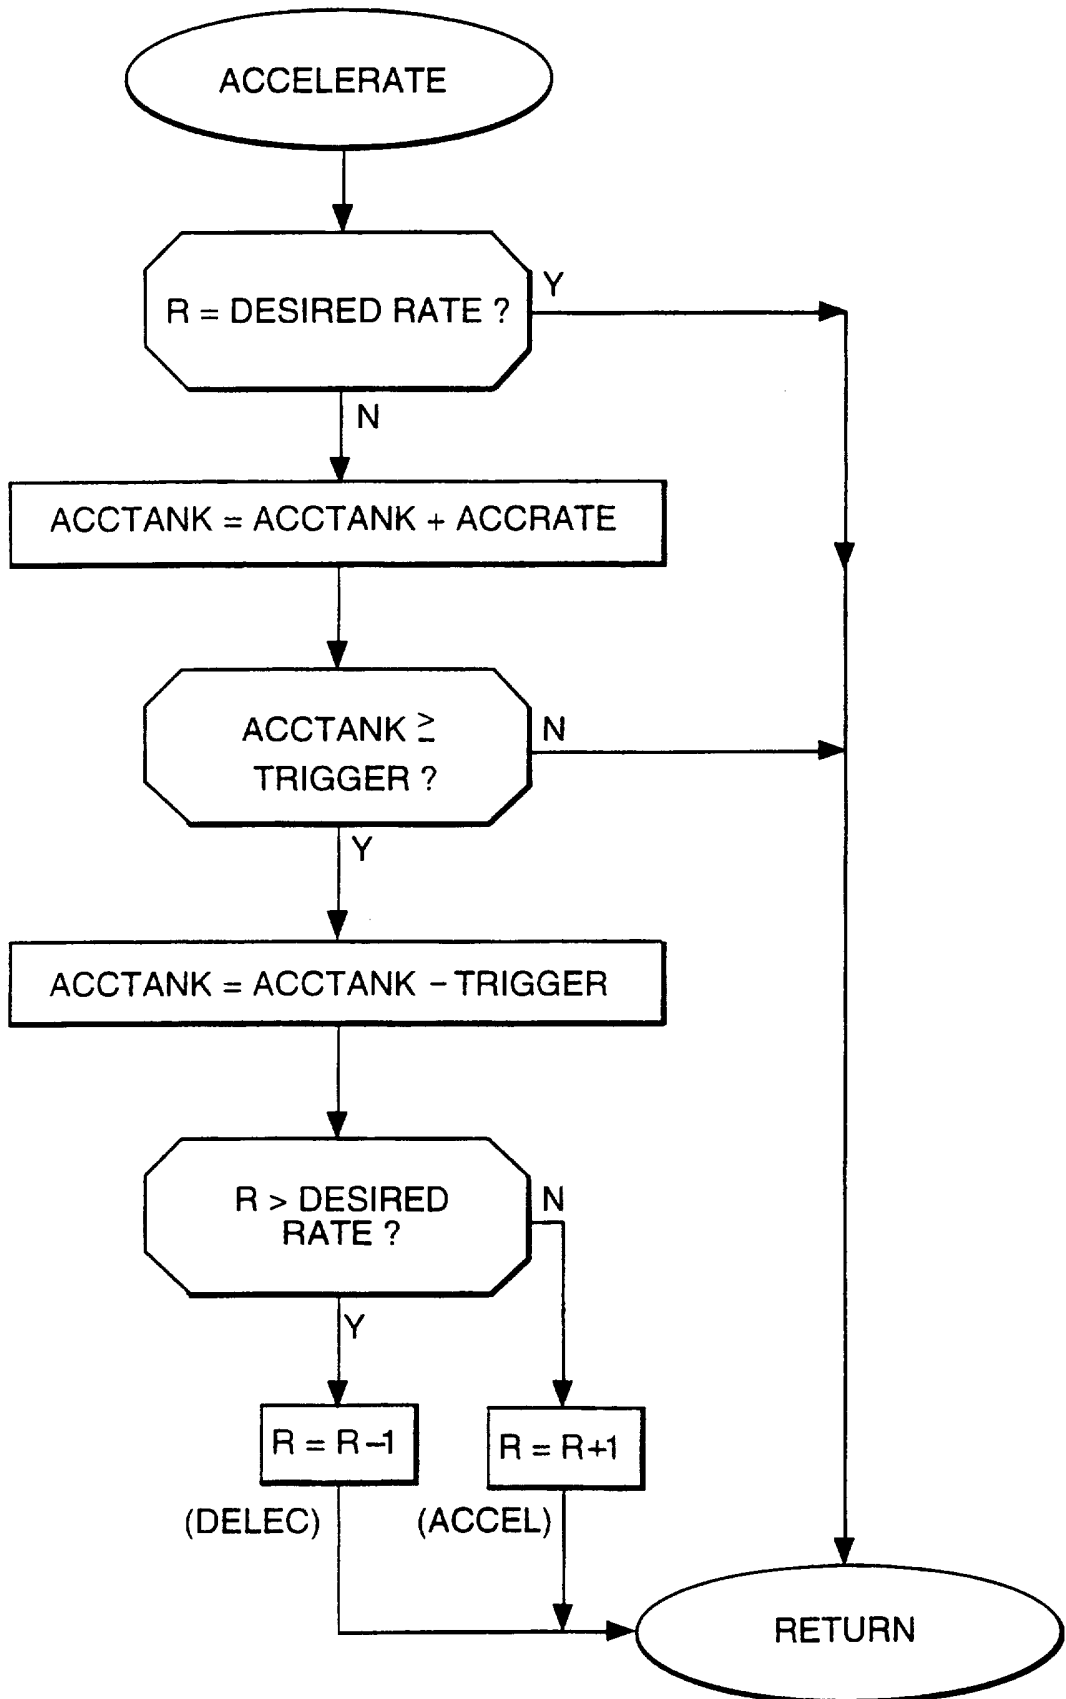 ACCELERATE
R = DESIRED RATE ?
Y
N
ACCTANK = ACCTANK + ACCRATE
ACCTANK ≥
TRIGGER ?
N
Y
ACCTANK = ACCTANK – TRIGGER
R > DESIRED
RATE ?
N
Y
R = R–1
R = R+1
(DELEC)
(ACCEL)
RETURN